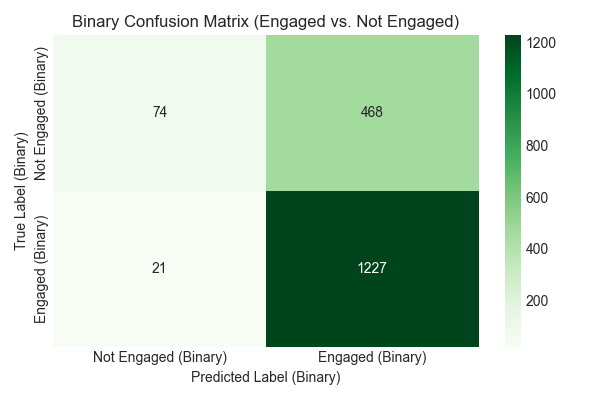 Binary Confusion Matrix (Engaged vs. Not Engaged)
True Label (Binary)
Not Engaged (Binary)
Engaged (Binary)
74
468
21
1227
Not Engaged (Binary)
Engaged (Binary)
Predicted Label (Binary)
1200
1000
800
600
400
200